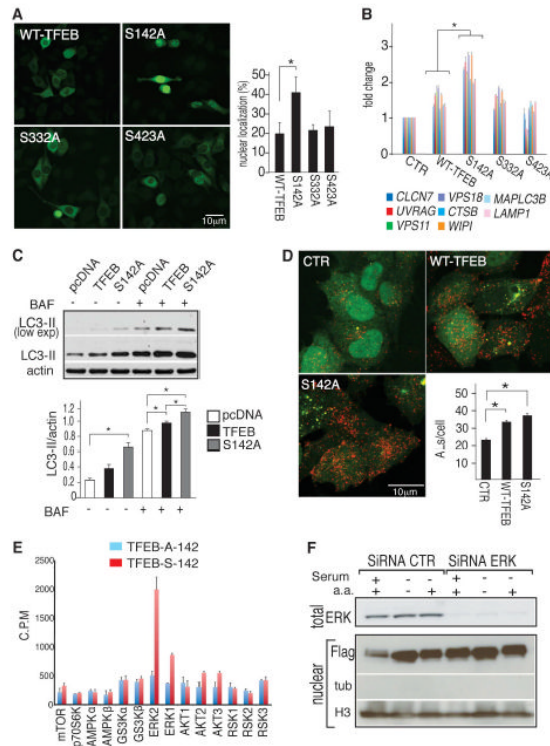 A
WT-TFEB
S142A
S332A
S423A
10μm
nuclear localization (%)
50
40
30
20
10
0
*
WT-TFEB
S142A
S332A
S423A
B
fold change
3
2
1
*
CTR
WT-TFEB
S142A
S332A
S423A
CLCN7 VPS18 MAPLC3B
UVRAG CTSB LAMP1
VPS11 WIPI
C
pcDNA TFEB S142A pcDNA TFEB S142A
BAF - - - + + +
LC3-II
(low exp)
LC3-II
actin
LC3-II/actin
1.2
1.0
0.8
0.6
0.4
0.2
0
* * * *
pcDNA
TFEB
S142A
BAF - - - + + +
D
CTR
WT-TFEB
S142A
10μm
40
30
20
10
* *
CTR
WT-TFEB
S142A
E
TFEB-A-142
TFEB-S-142
C.P.M
2.500
2000
1500
1000
500
0
mTOR
p70S6K
AMPKα
AMPKβ
GS3Kα
GS3Kβ
ERK2
ERK1
AKT1
AKT2
AKT3
RSK1
RSK2
RSK3
F
SiRNA CTR SiRNA ERK
Serum + - - + - -
a.a. + - + + - +
total
ERK
nuclear
Flag
tub
H3